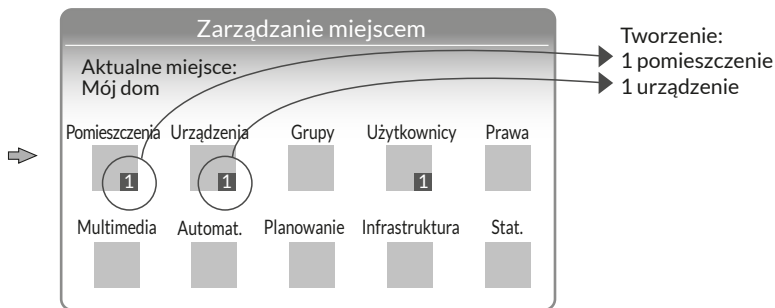 Zarządzanie miejscem
Aktualne miejsce:
Mój dom
Tworzenie:
1 pomieszczenie
1 urządzenie
Pomieszczenia Urządzenia Grupy Użytkownicy Prawa
1 1 1
Multimedia Automat. Planowanie Infrastruktura Stat.